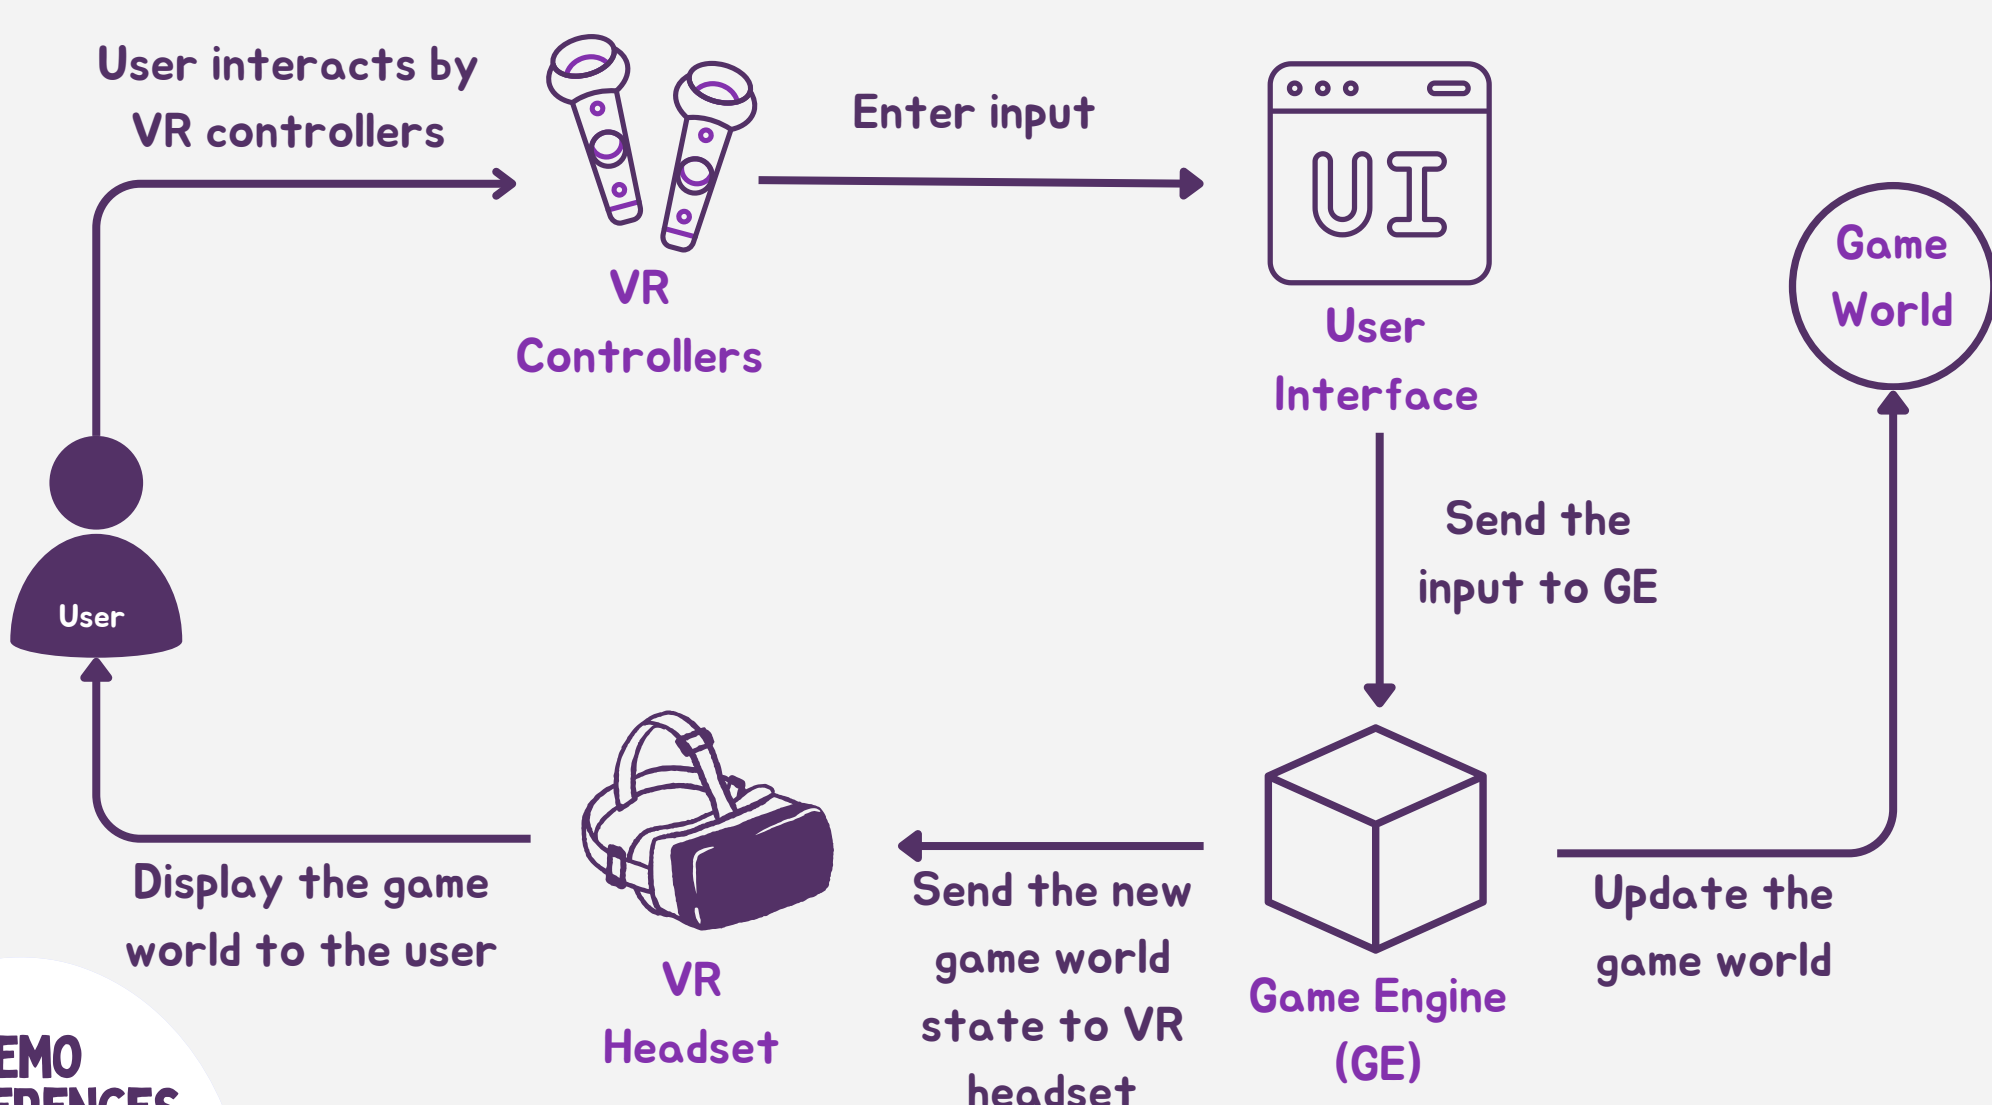 User interacts by
VR controllers
Enter input
UI
VR
Controllers
User
Interface
Game
World
Send the
input to GE
User
Display the game
world to the user
VR
Headset
Send the new
game world
state to VR
headset
Game Engine
(GE)
Update the
game world